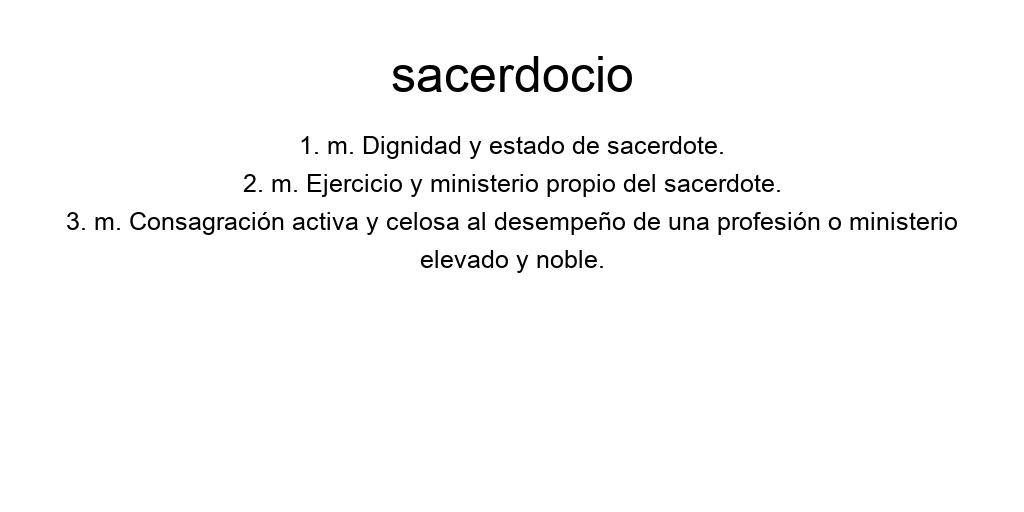 sacerdocio
1. m. Dignidad y estado de sacerdote.
2. m. Ejercicio y ministerio propio del sacerdote.
3. m. Consagración activa y celosa al desempeño de una profesión o ministerio
elevado y noble.